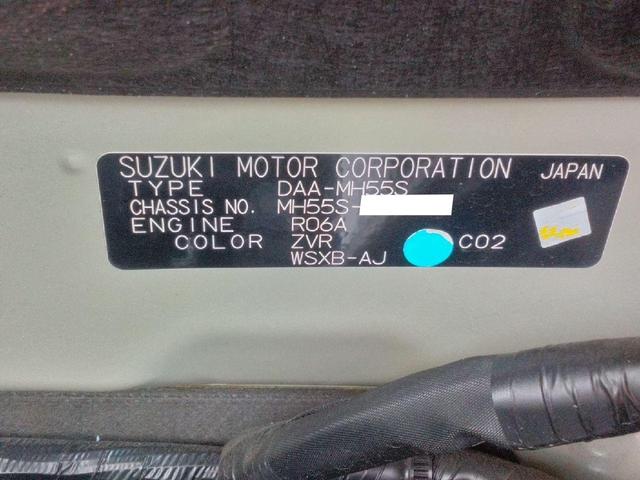 SUZUKI MOTOR CORPORATION JAPAN
TYPE DAA-MH55S
CHASSIS NO. MH55S-
ENGINE R06A
COLOR ZVR C02
WSXB-AJ